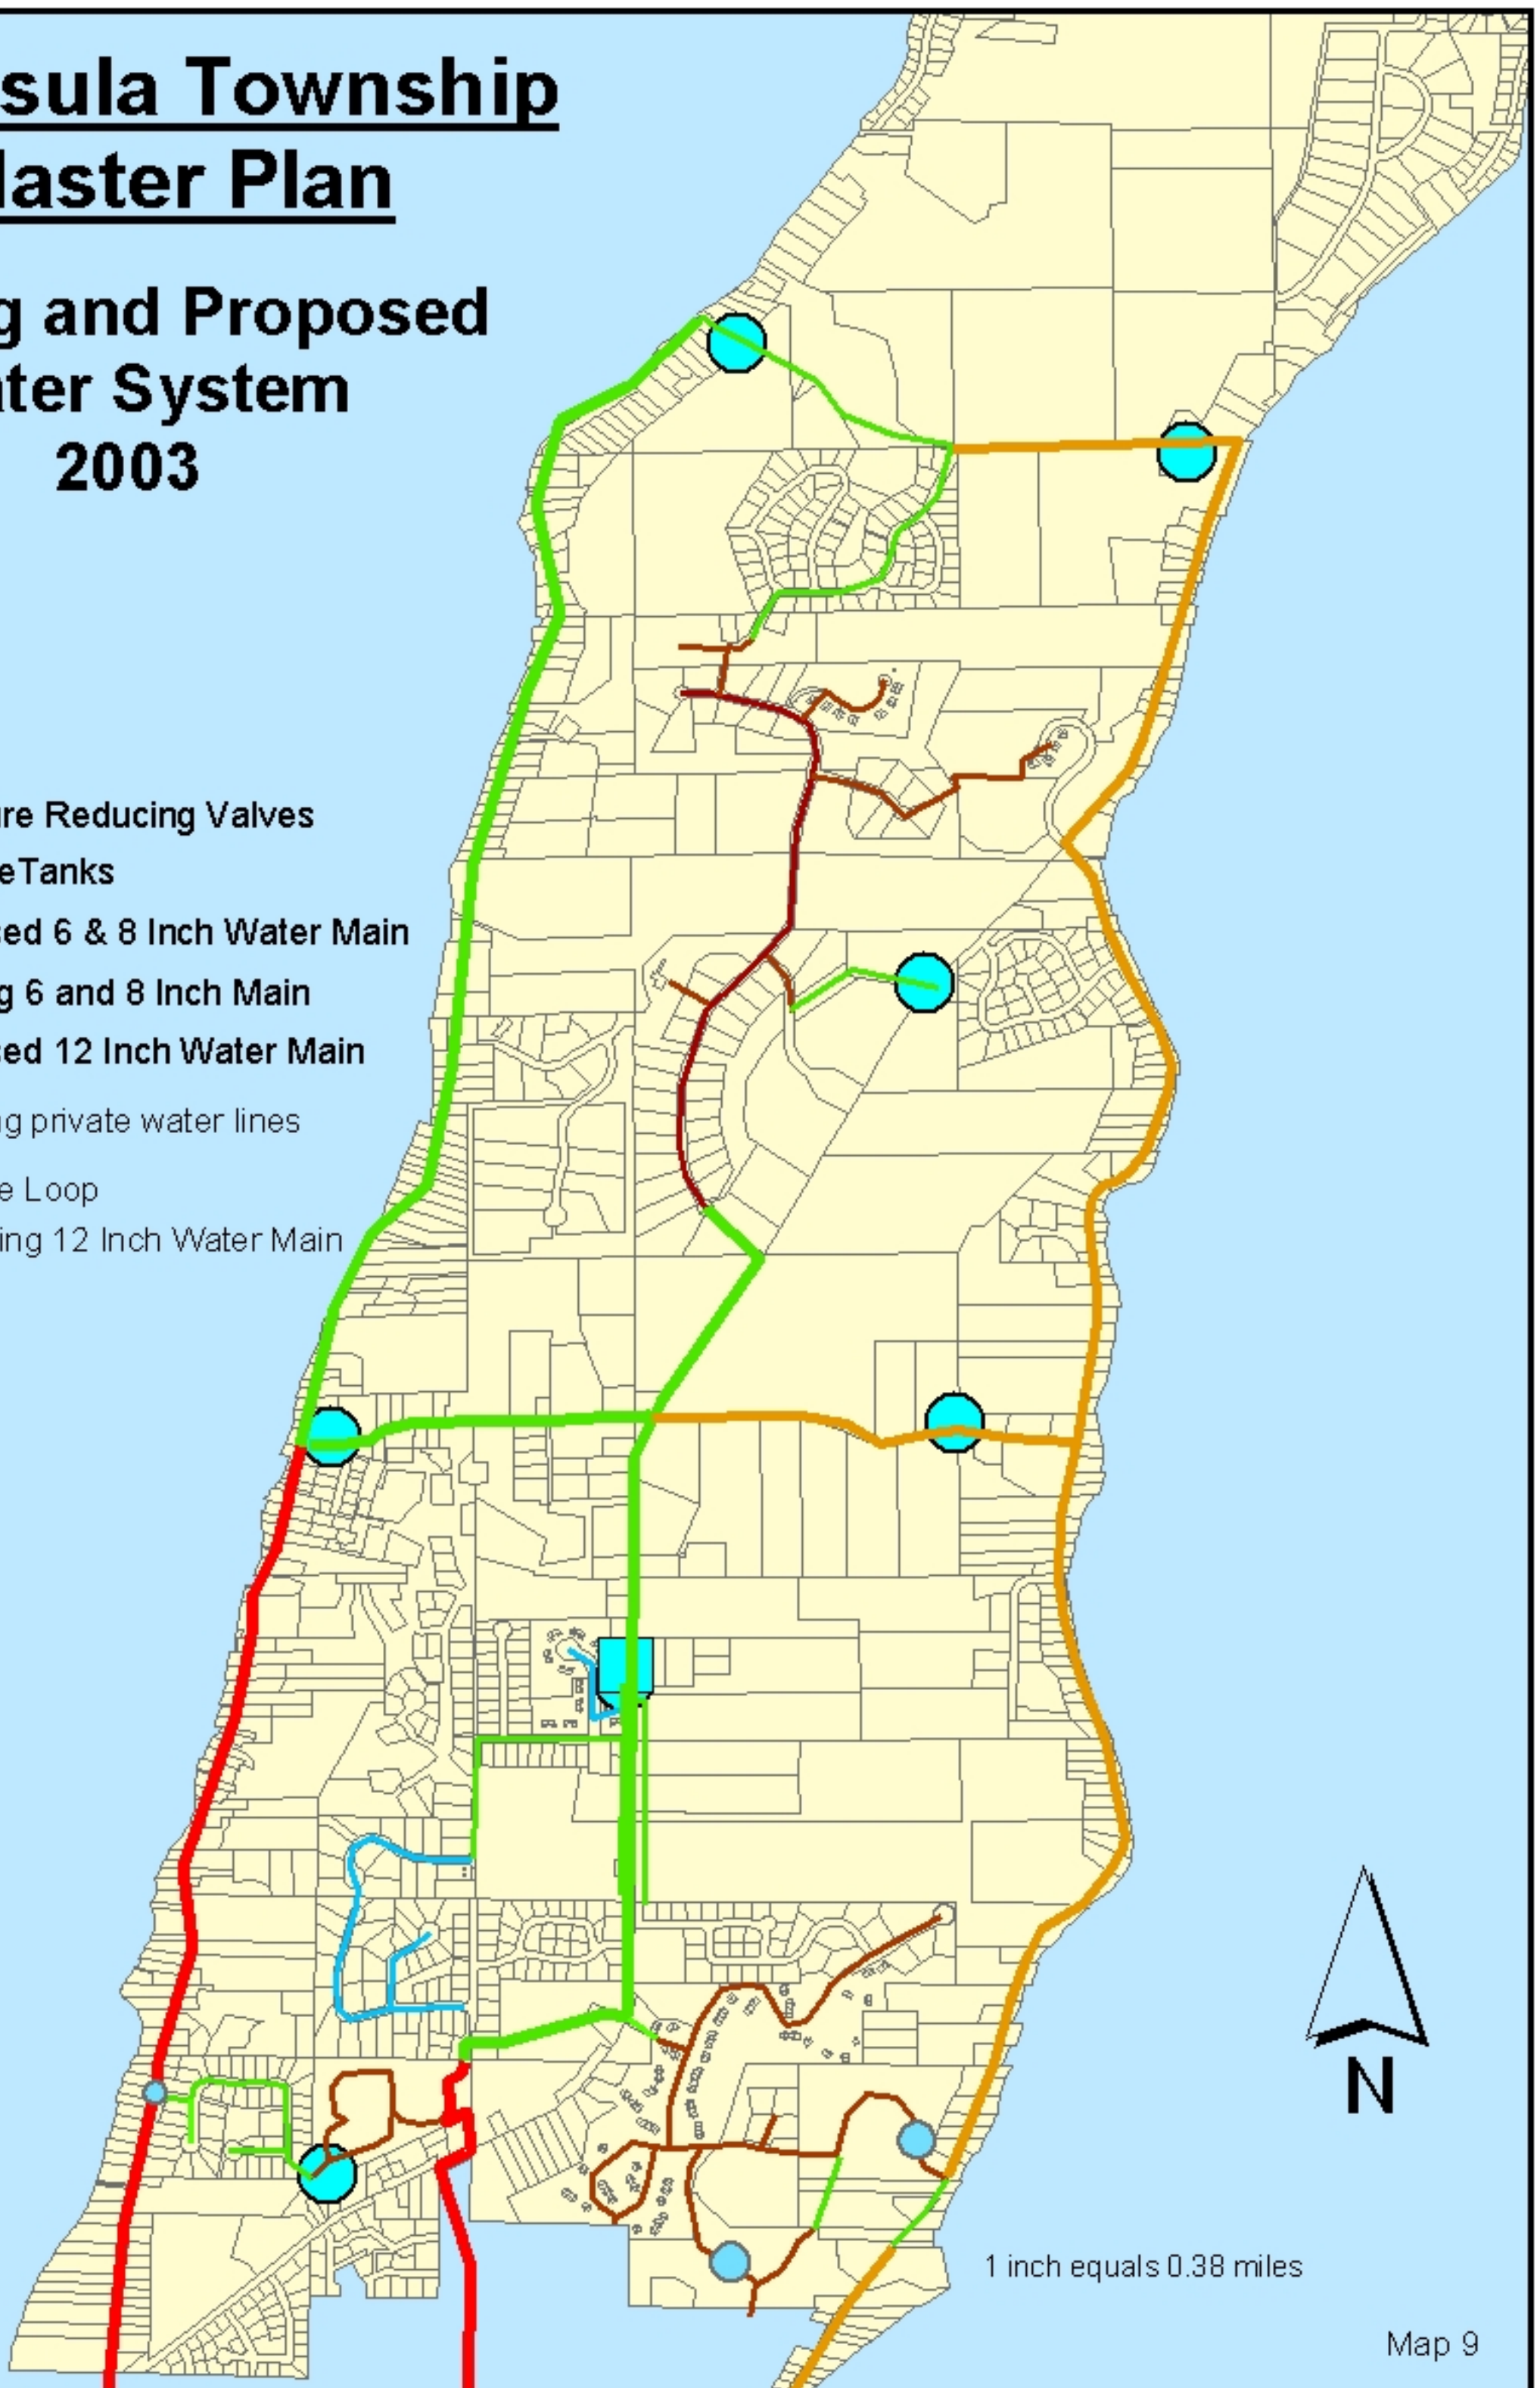 sula Township
laster Plan
g and Proposed
ter System
2003
re Reducing Valves
eTanks
ed 6 & 8 Inch Water Main
g 6 and 8 Inch Main
sed 12 Inch Water Main
ng private water lines
e Loop
ing 12 Inch Water Main
N
1 inch equals 0.38 miles
Map 9